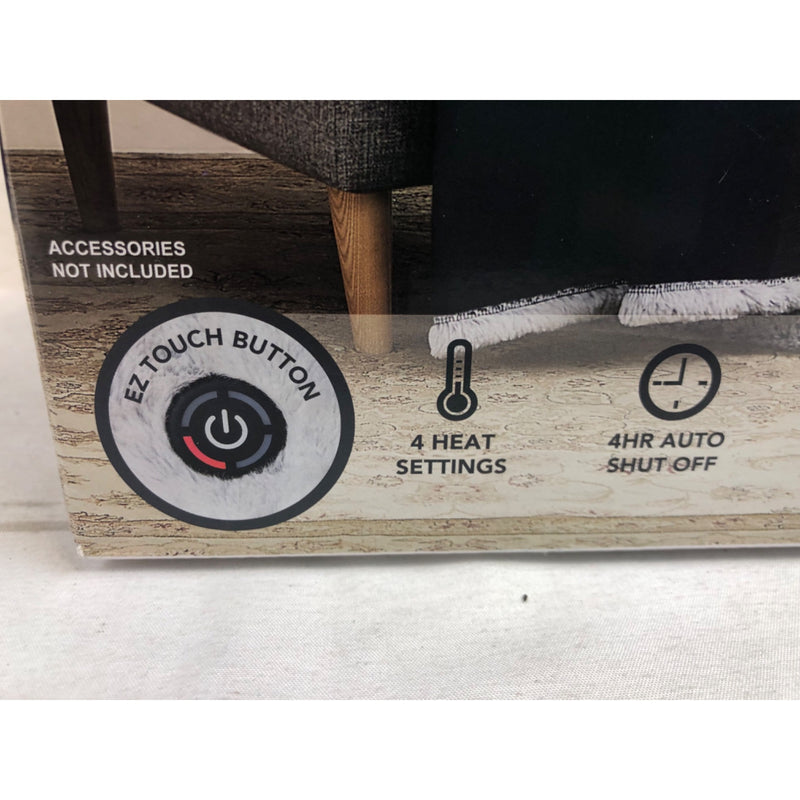 ACCESSORIES
NOT INCLUDED
EZ TOUCH BUTTON
4 HEAT
SETTINGS
4HR AUTO
SHUT OFF